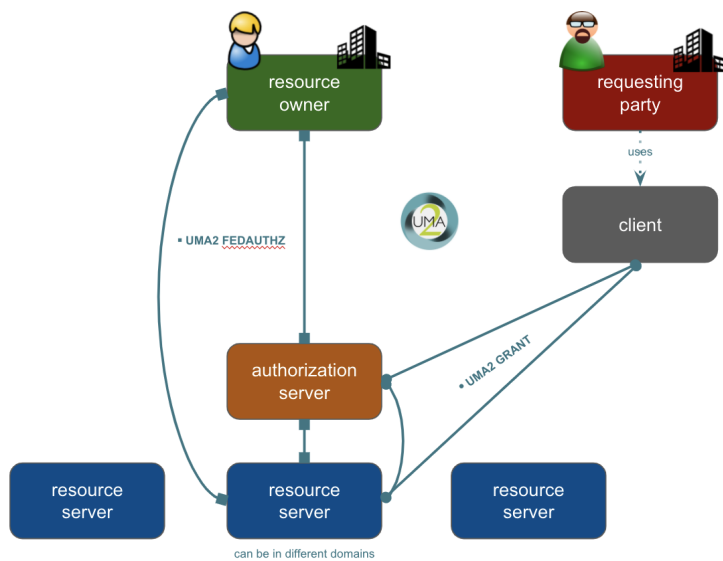 resource
owner
requesting
party
uses
client
UMA
2
▪ UMA2 FEDAUTHZ
• UMA2 GRANT
authorization
server
resource
server
resource
server
resource
server
can be in different domains